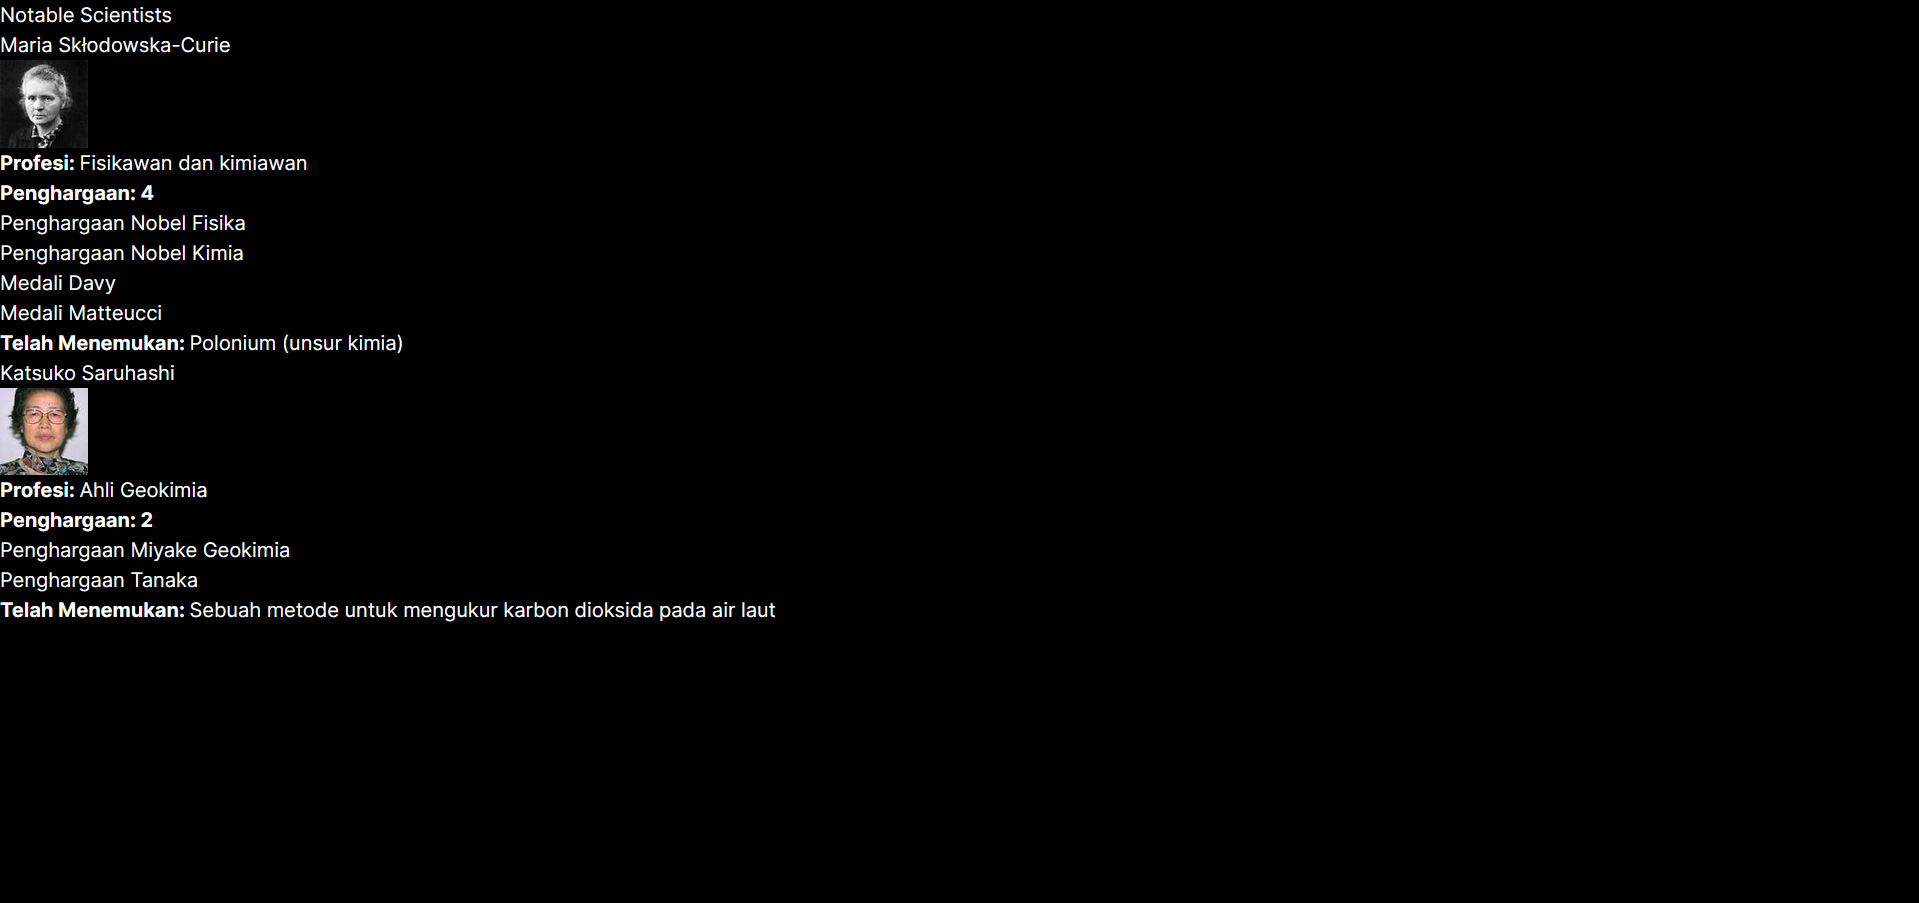 Notable Scientists
Maria Skłodowska-Curie
Profesi: Fisikawan dan kimiawan
Penghargaan: 4
Penghargaan Nobel Fisika
Penghargaan Nobel Kimia
Medali Davy
Medali Matteucci
Telah Menemukan: Polonium (unsur kimia)
Katsuko Saruhashi
Profesi: Ahli Geokimia
Penghargaan: 2
Penghargaan Miyake Geokimia
Penghargaan Tanaka
Telah Menemukan: Sebuah metode untuk mengukur karbon dioksida pada air laut